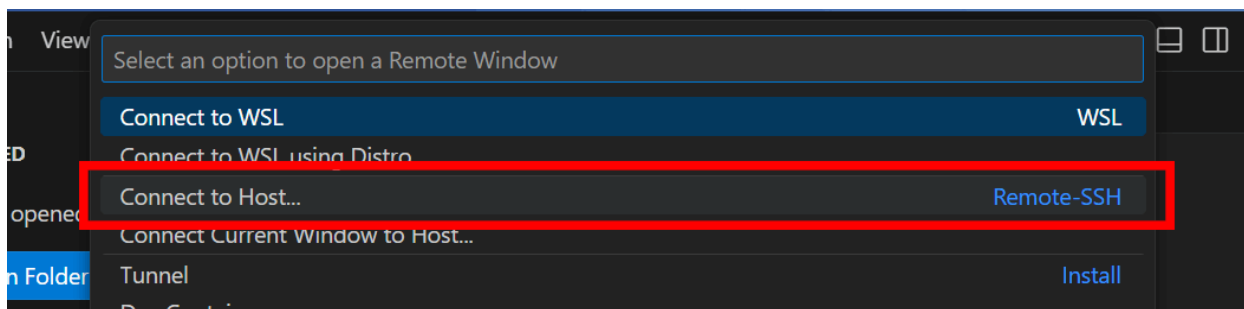 View
Select an option to open a Remote Window
Connect to WSL WSL
ED
Connect to WSL using Distro
Connect to Host... Remote-SSH
opened
Connect Current Window to Host...
n Folder
Tunnel Install